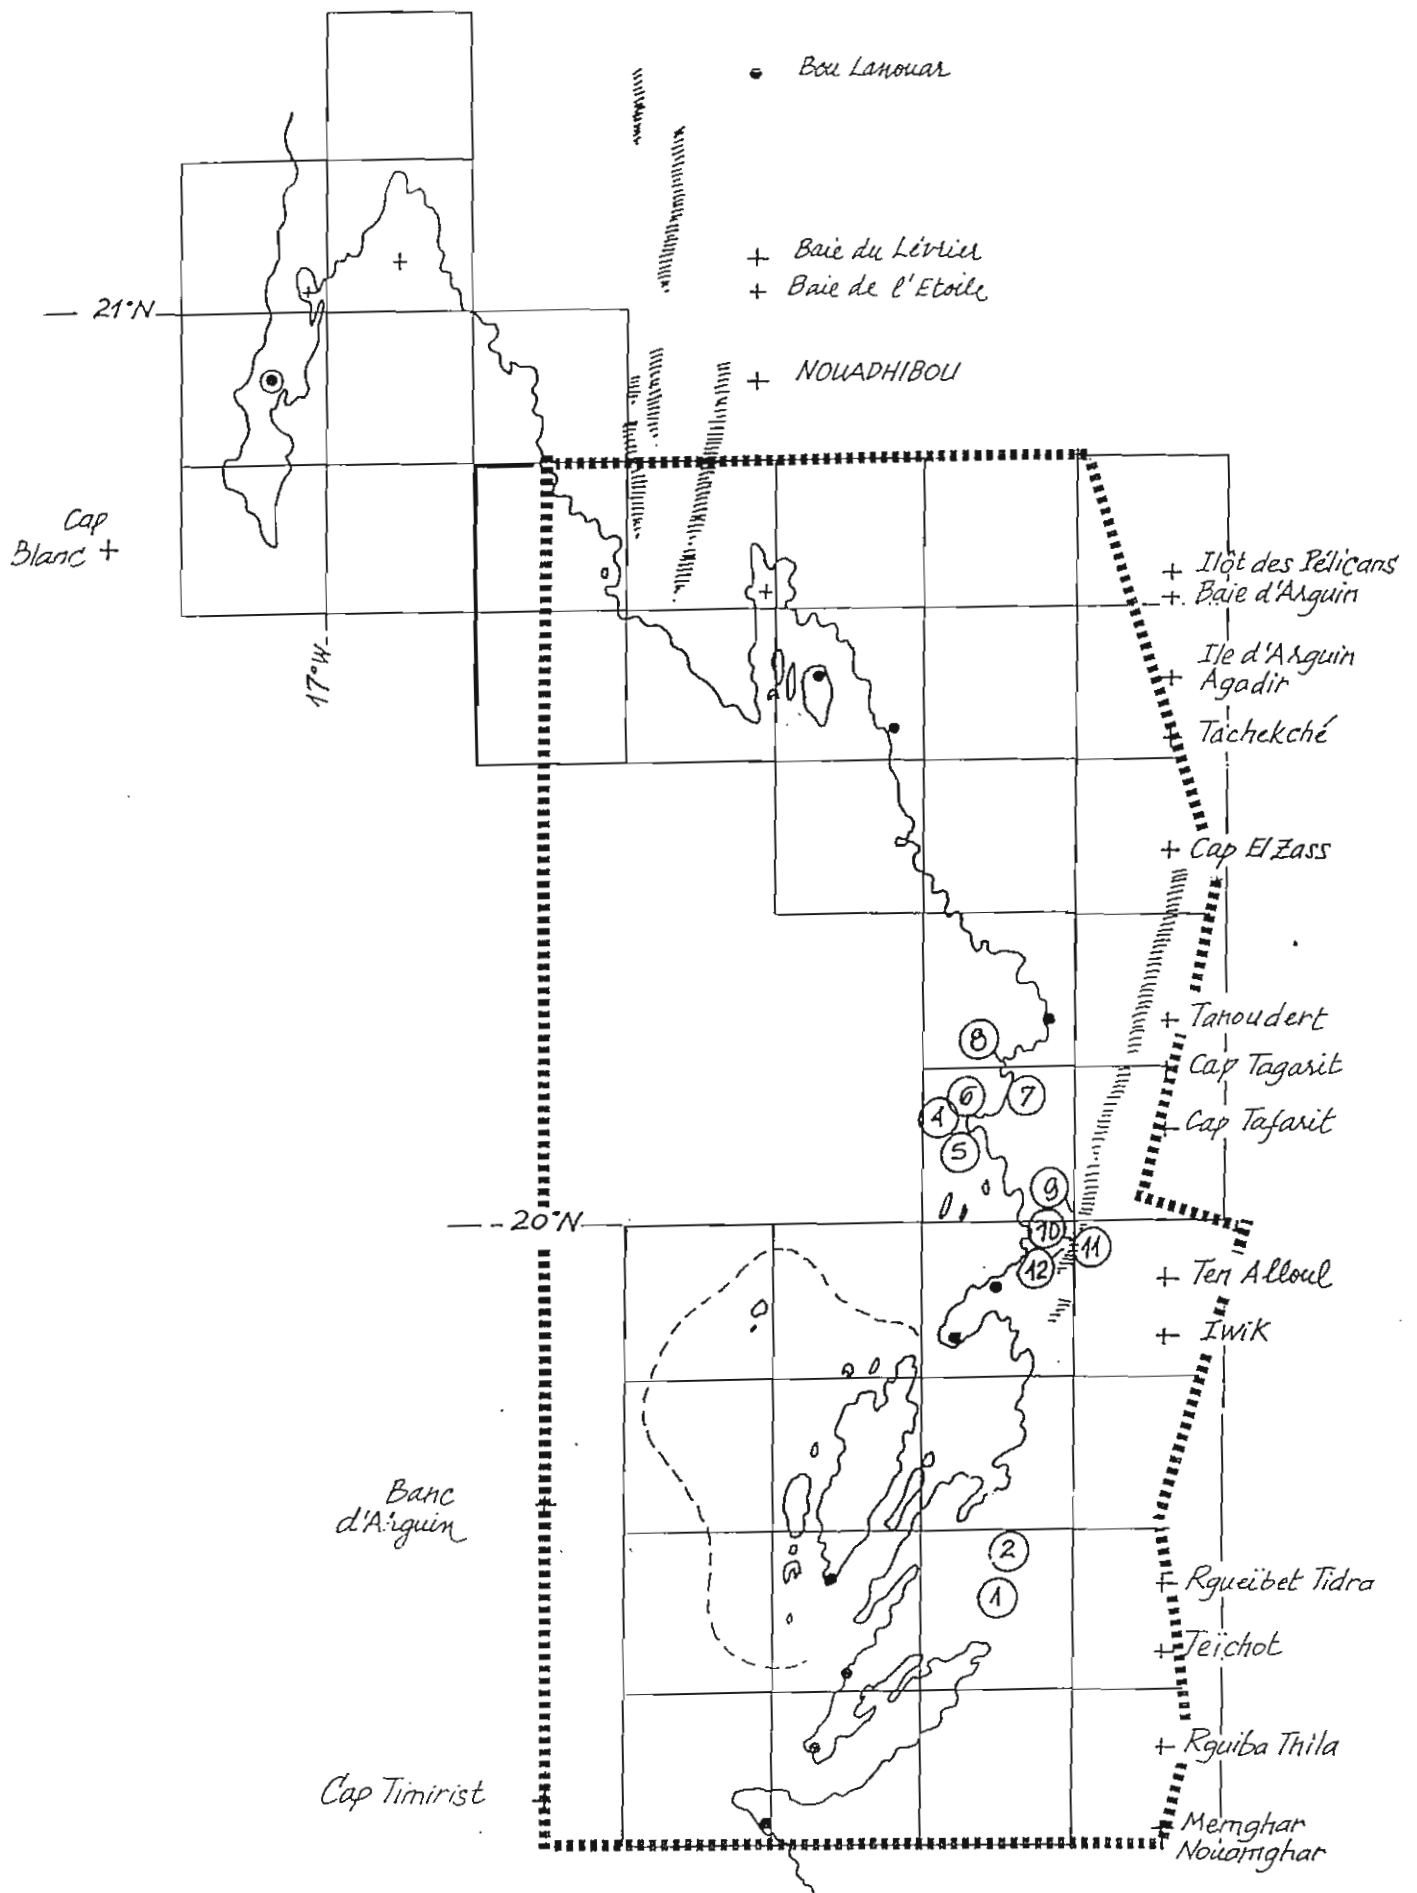 Bou Lanouar
Baie du Lévrier
Baie de l'Etoile
21°N
NOUADHIBOU
Cap
Blanc
Ilôt des Pélicans
Baie d'Arguin
17°W
Ile d'Arguin
Agadir
Tachekché
Cap El Zass
Tanoudert
8
Cap Tagarit
6
7
4
Cap Tafarit
5
9
20°N
10
11
12
Ten Alloul
Iwik
Banc
d'Arguin
2
Rgueïbet Tidra
1
Teïchot
Rguiba Thila
Cap Timirist
Memghar
Nouamghar